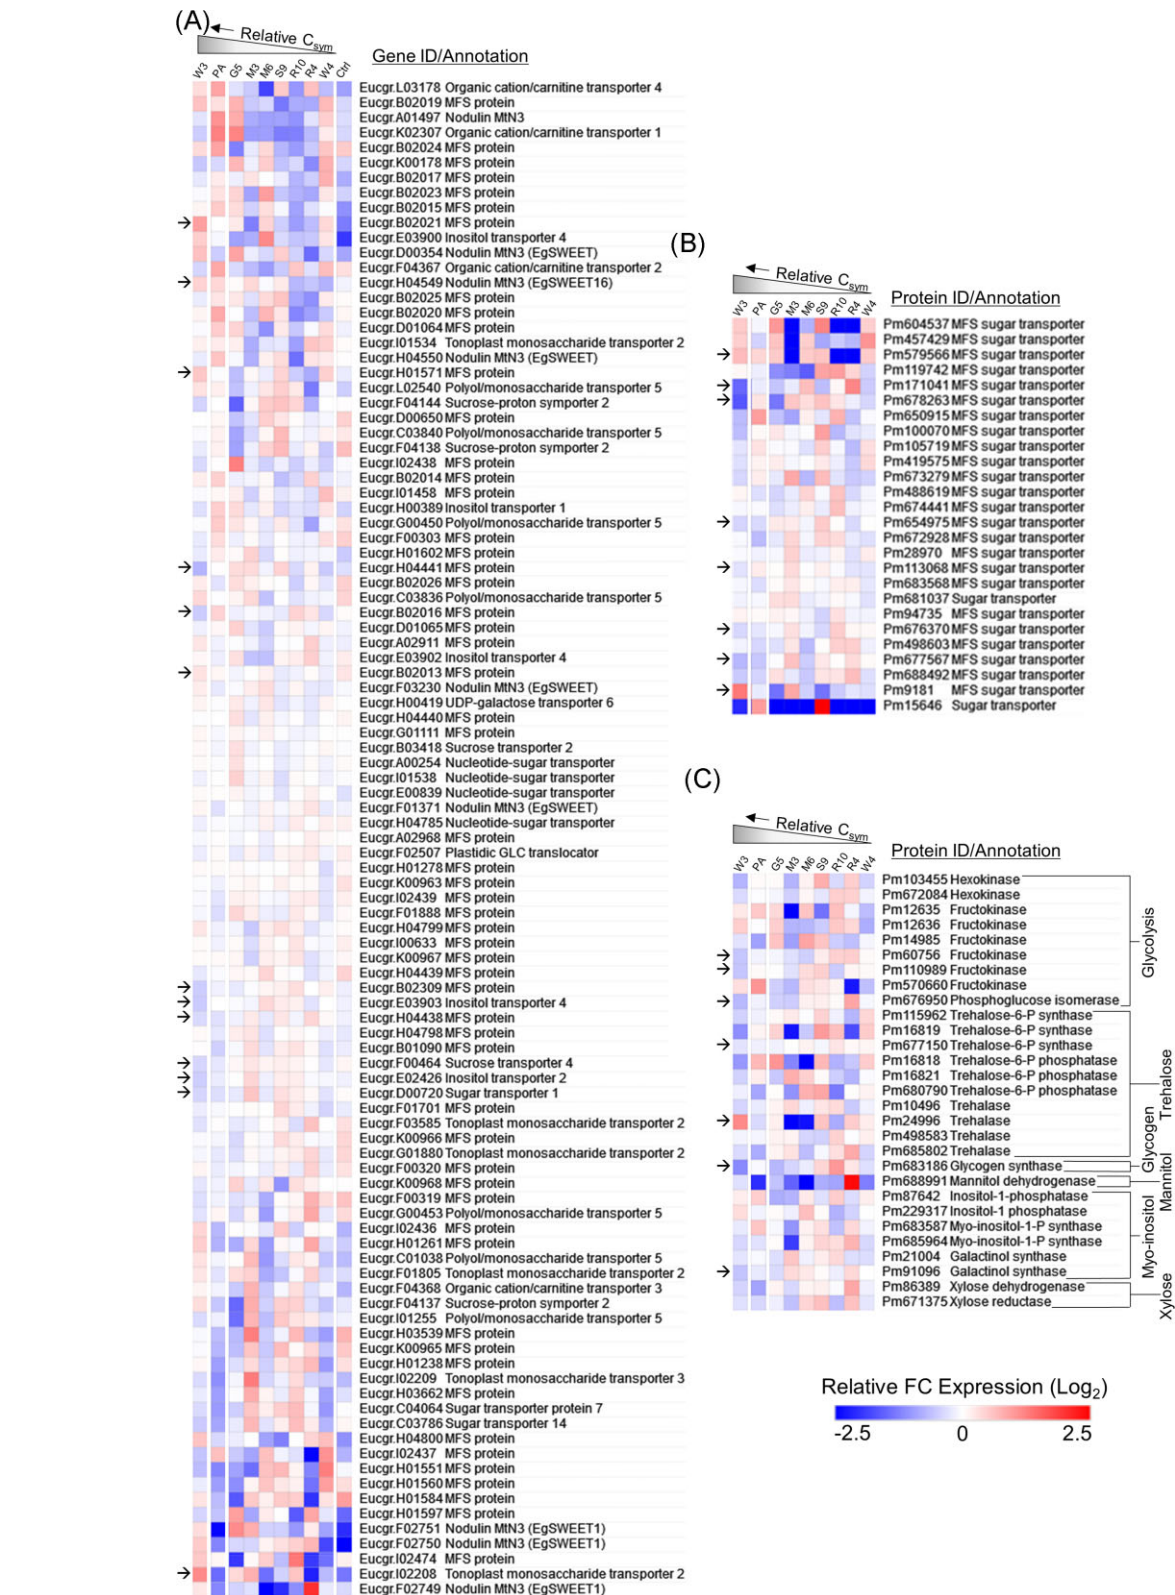 (A)
Relative Csym
Gene ID/Annotation
W3 PA G5 M3 M6 S9 R10 R4 W4 Ctrl
Eucgr.L03178 Organic cation/carnitine transporter 4
Eucgr.B02019 MFS protein
Eucgr.A01497 Nodulin MtN3
Eucgr.K02307 Organic cation/carnitine transporter 1
Eucgr.B02024 MFS protein
Eucgr.K00178 MFS protein
Eucgr.B02017 MFS protein
Eucgr.B02023 MFS protein
Eucgr.B02015 MFS protein
Eucgr.B02021 MFS protein
Eucgr.E03900 Inositol transporter 4
Eucgr.D00354 Nodulin MtN3 (EgSWEET)
Eucgr.F04367 Organic cation/carnitine transporter 2
Eucgr.H04549 Nodulin MtN3 (EgSWEET16)
Eucgr.B02025 MFS protein
Eucgr.B02020 MFS protein
Eucgr.D01064 MFS protein
Eucgr.I01534 Tonoplast monosaccharide transporter 2
Eucgr.H04550 Nodulin MtN3 (EgSWEET)
Eucgr.H01571 MFS protein
Eucgr.L02540 Polyol/monosaccharide transporter 5
Eucgr.F04144 Sucrose-proton symporter 2
Eucgr.D00650 MFS protein
Eucgr.C03840 Polyol/monosaccharide transporter 5
Eucgr.F04138 Sucrose-proton symporter 2
Eucgr.I02438 MFS protein
Eucgr.B02014 MFS protein
Eucgr.I01458 MFS protein
Eucgr.H00389 Inositol transporter 1
Eucgr.G00450 Polyol/monosaccharide transporter 5
Eucgr.F00303 MFS protein
Eucgr.H01602 MFS protein
Eucgr.H04441 MFS protein
Eucgr.B02026 MFS protein
Eucgr.C03836 Polyol/monosaccharide transporter 5
Eucgr.B02016 MFS protein
Eucgr.D01065 MFS protein
Eucgr.A02911 MFS protein
Eucgr.E03902 Inositol transporter 4
Eucgr.B02013 MFS protein
Eucgr.F03230 Nodulin MtN3 (EgSWEET)
Eucgr.H00419 UDP-galactose transporter 6
Eucgr.H04440 MFS protein
Eucgr.G01111 MFS protein
Eucgr.B03418 Sucrose transporter 2
Eucgr.A00254 Nucleotide-sugar transporter
Eucgr.I01538 Nucleotide-sugar transporter
Eucgr.E00839 Nucleotide-sugar transporter
Eucgr.F01371 Nodulin MtN3 (EgSWEET)
Eucgr.H04785 Nucleotide-sugar transporter
Eucgr.A02968 MFS protein
Eucgr.F02507 Plastidic GLC translocator
Eucgr.H01278 MFS protein
Eucgr.K00963 MFS protein
Eucgr.I02439 MFS protein
Eucgr.F01888 MFS protein
Eucgr.H04799 MFS protein
Eucgr.I00633 MFS protein
Eucgr.K00967 MFS protein
Eucgr.H04439 MFS protein
Eucgr.B02309 MFS protein
Eucgr.E03903 Inositol transporter 4
Eucgr.H04438 MFS protein
Eucgr.H04798 MFS protein
Eucgr.B01090 MFS protein
Eucgr.F00464 Sucrose transporter 4
Eucgr.E02426 Inositol transporter 2
Eucgr.D00720 Sugar transporter 1
Eucgr.F01701 MFS protein
Eucgr.F03585 Tonoplast monosaccharide transporter 2
Eucgr.K00966 MFS protein
Eucgr.G01880 Tonoplast monosaccharide transporter 2
Eucgr.F00320 MFS protein
Eucgr.K00968 MFS protein
Eucgr.F00319 MFS protein
Eucgr.G00453 Polyol/monosaccharide transporter 5
Eucgr.I02436 MFS protein
Eucgr.H01261 MFS protein
Eucgr.C01038 Polyol/monosaccharide transporter 5
Eucgr.F01805 Tonoplast monosaccharide transporter 2
Eucgr.F04368 Organic cation/carnitine transporter 3
Eucgr.F04137 Sucrose-proton symporter 2
Eucgr.I01255 Polyol/monosaccharide transporter 5
Eucgr.H03539 MFS protein
Eucgr.K00965 MFS protein
Eucgr.H01238 MFS protein
Eucgr.I02209 Tonoplast monosaccharide transporter 3
Eucgr.H03662 MFS protein
Eucgr.C04064 Sugar transporter protein 7
Eucgr.C03786 Sugar transporter 14
Eucgr.H04800 MFS protein
Eucgr.I02437 MFS protein
Eucgr.H01551 MFS protein
Eucgr.H01560 MFS protein
Eucgr.H01584 MFS protein
Eucgr.H01597 MFS protein
Eucgr.F02751 Nodulin MtN3 (EgSWEET1)
Eucgr.F02750 Nodulin MtN3 (EgSWEET1)
Eucgr.I02474 MFS protein
Eucgr.I02208 Tonoplast monosaccharide transporter 2
Eucgr.F02749 Nodulin MtN3 (EgSWEET1)
(B)
Relative Csym
Protein ID/Annotation
W3 PA G5 M3 M6 S9 R10 R4 W4
Pm604537 MFS sugar transporter
Pm457429 MFS sugar transporter
Pm579566 MFS sugar transporter
Pm119742 MFS sugar transporter
Pm171041 MFS sugar transporter
Pm678263 MFS sugar transporter
Pm650915 MFS sugar transporter
Pm100070 MFS sugar transporter
Pm105719 MFS sugar transporter
Pm419575 MFS sugar transporter
Pm673279 MFS sugar transporter
Pm488619 MFS sugar transporter
Pm674441 MFS sugar transporter
Pm654975 MFS sugar transporter
Pm672928 MFS sugar transporter
Pm28970 MFS sugar transporter
Pm113068 MFS sugar transporter
Pm683568 MFS sugar transporter
Pm681037 Sugar transporter
Pm94735 MFS sugar transporter
Pm676370 MFS sugar transporter
Pm498603 MFS sugar transporter
Pm677567 MFS sugar transporter
Pm688492 MFS sugar transporter
Pm9181 MFS sugar transporter
Pm15646 Sugar transporter
(C)
Relative Csym
Protein ID/Annotation
W3 PA G5 M3 M6 S9 R10 R4 W4
Pm103455 Hexokinase
Pm672084 Hexokinase
Pm12635 Fructokinase
Pm12636 Fructokinase
Pm14985 Fructokinase
Pm60756 Fructokinase
Pm110989 Fructokinase
Pm570660 Fructokinase
Pm676950 Phosphoglucose isomerase
Pm115962 Trehalose-6-P synthase
Pm16819 Trehalose-6-P synthase
Pm677150 Trehalose-6-P synthase
Pm16818 Trehalose-6-P phosphatase
Pm16821 Trehalose-6-P phosphatase
Pm680790 Trehalose-6-P phosphatase
Pm10496 Trehalase
Pm24996 Trehalase
Pm498583 Trehalase
Pm685802 Trehalase
Pm683186 Glycogen synthase
Pm688991 Mannitol dehydrogenase
Pm87642 Inositol-1-phosphatase
Pm229317 Inositol-1 phosphatase
Pm683587 Myo-inositol-1-P synthase
Pm685964 Myo-inositol-1-P synthase
Pm21004 Galactinol synthase
Pm91096 Galactinol synthase
Pm86389 Xylose dehydrogenase
Pm671375 Xylose reductase
Glycolysis
Trehalose
Glycogen
Mannitol
Myo-inositol
Xylose
Relative FC Expression (Log2)
-2.5 0 2.5